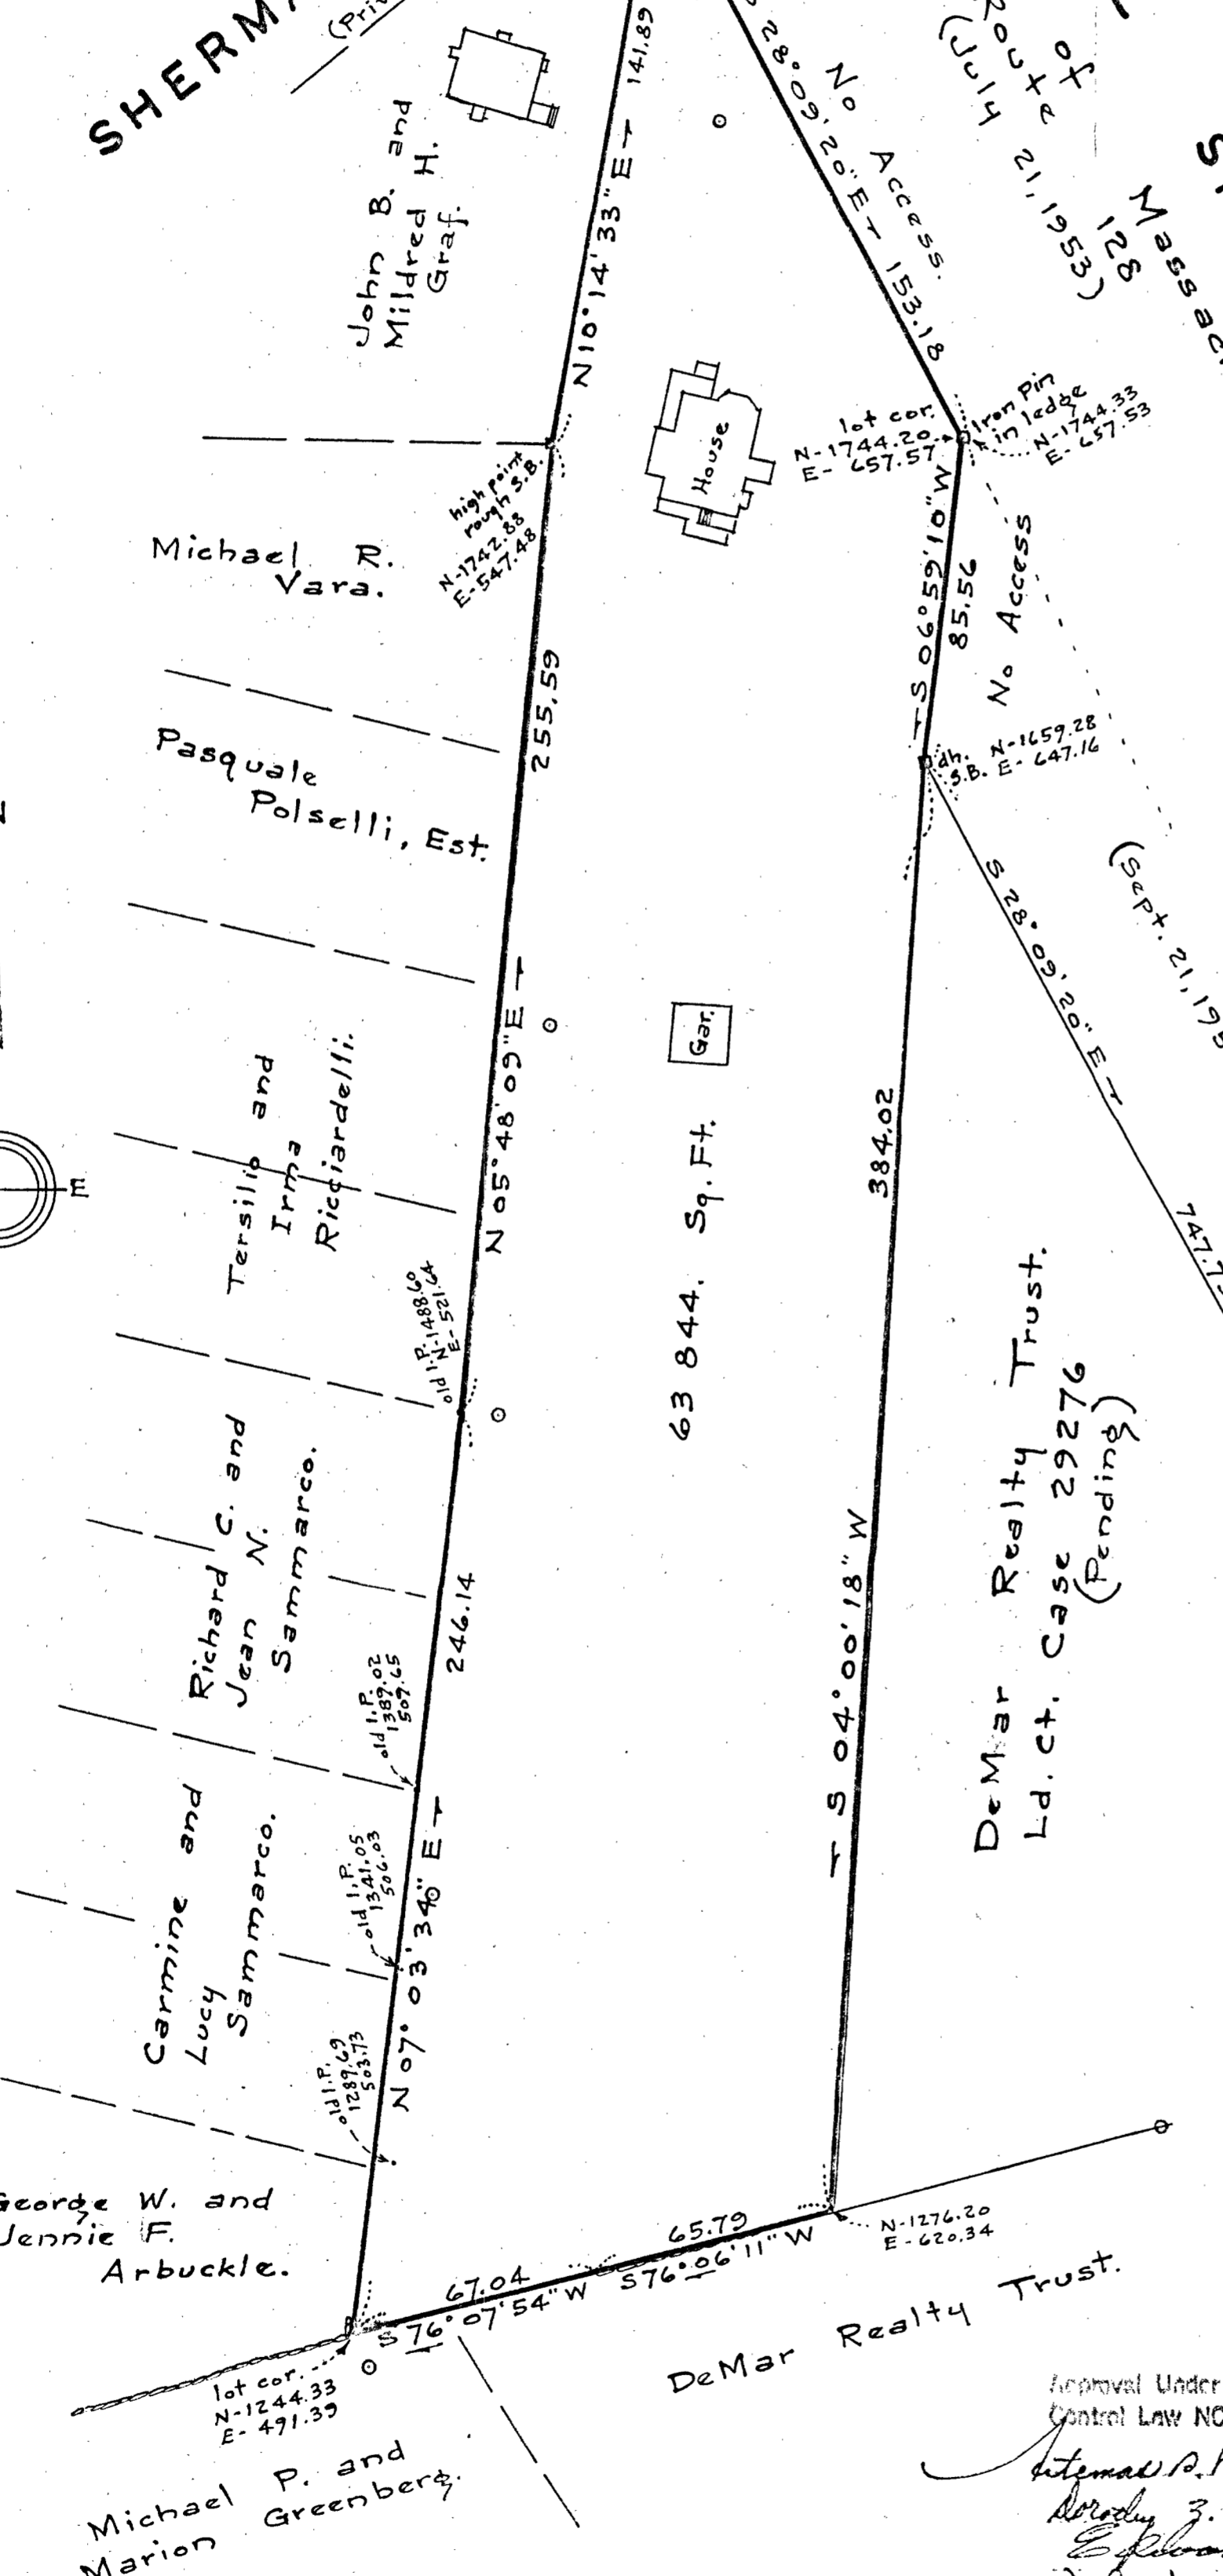 SHERMA
(Priv
141.89
N 10° 14' 33" E
John B. and
Mildred H.
Graf.
28° 09' 20" E 153.18
No Access.
of
Route
128
(July 21, 1953)
Massac
House
lot cor.
N-1744.20
E- 657.57
Iron Pin
in ledge
N-1744.33
E- 657.53
high point
rough S.B.
N-1742.88
E-547.48
Michael R.
Vara.
S 06° 59' 10" W
85.56
No Access
255.59
Pasquale
Polselli, Est.
dh.
S.B.
N-1659.28
E- 647.16
S 28° 09' 20" E
747.7
(Sept. 21, 195
N 05° 48' 09" E
Gar.
Tersilio and
Irma
Ricciardelli.
E
384.02
63 844. Sq. Ft.
old I.P.
N-1488.60
E-521.64
DeMar Realty Trust.
Ld. Ct. Case 29276
(Pending)
Richard C. and
Jean N.
Sammarco.
246.14
S 04° 00' 18" W
old I.P.
1389.02
509.65
Carmine and
Lucy
Sammarco.
old I.P.
1341.05
506.03
N 07° 03' 34" E
old I.P.
1289.69
503.73
George W. and
Jennie F.
Arbuckle.
N-1276.20
E-620.34
65.79
S 76° 06' 11" W
67.04
S 76° 07' 54" W
DeMar Realty Trust.
lot cor.
N-1244.33
E- 491.39
Michael P. and
Marion Greenberg.
Approval Under
Control Law NO